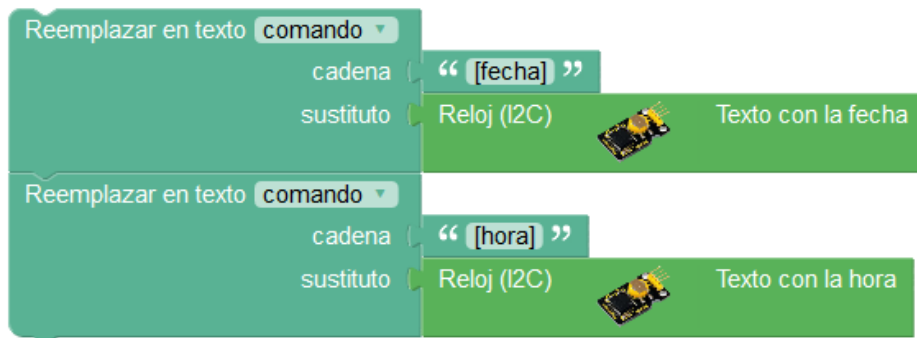 Reemplazar en texto comando
cadena “ [fecha] ”
sustituto Reloj (I2C) Texto con la fecha
Reemplazar en texto comando
cadena “ [hora] ”
sustituto Reloj (I2C) Texto con la hora